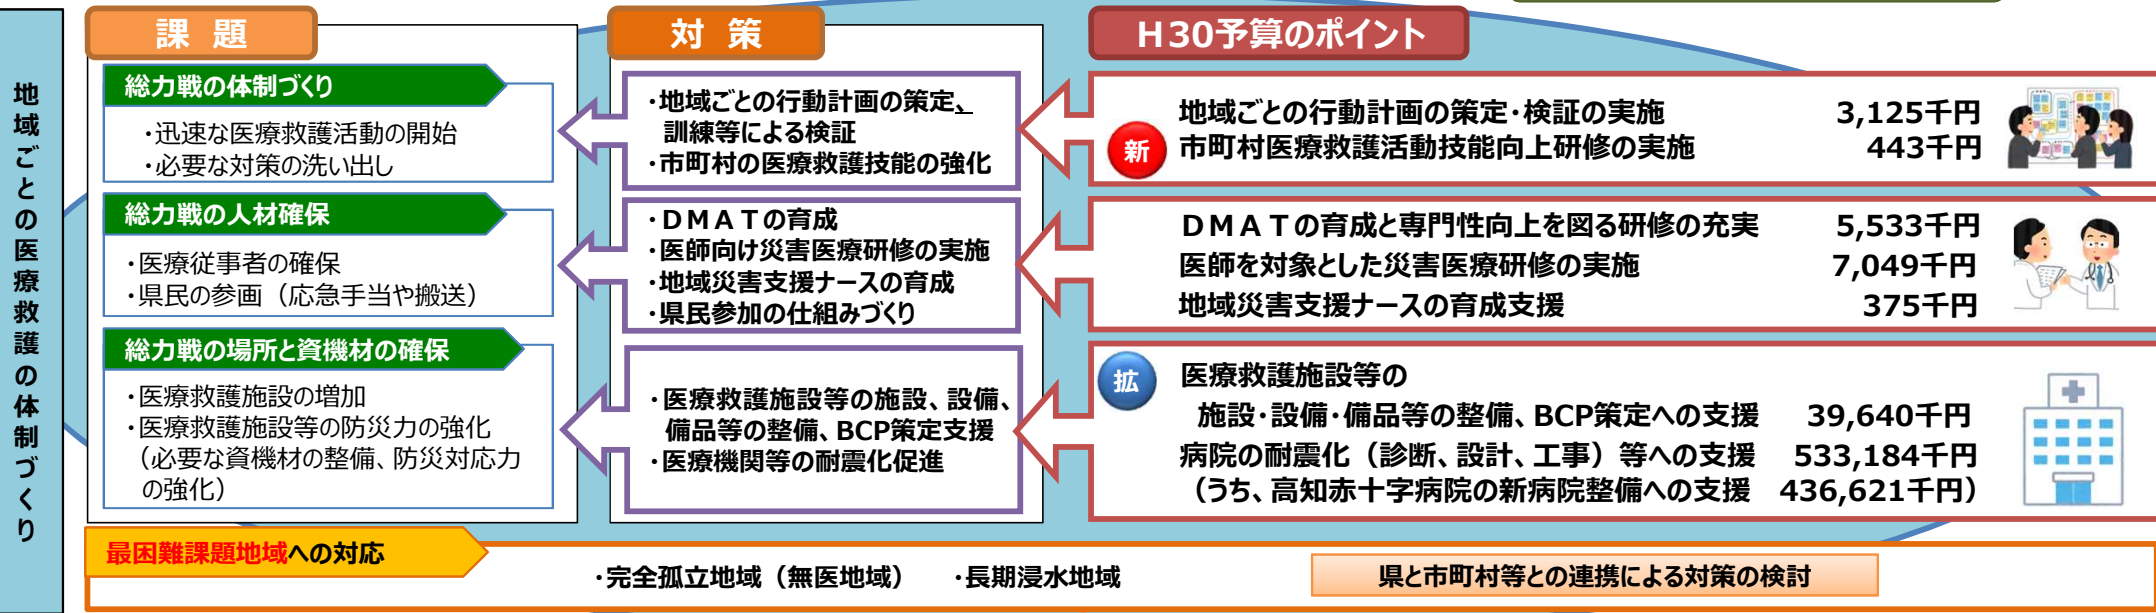 地域ごとの医療救護の体制づくり
課 題
総力戦の体制づくり
・迅速な医療救護活動の開始
・必要な対策の洗い出し
総力戦の人材確保
・医療従事者の確保
・県民の参画（応急手当や搬送）
総力戦の場所と資機材の確保
・医療救護施設の増加
・医療救護施設等の防災力の強化
（必要な資機材の整備、防災対応力
の強化）
対 策
・地域ごとの行動計画の策定、
訓練等による検証
・市町村の医療救護技能の強化
・ＤＭＡＴの育成
・医師向け災害医療研修の実施
・地域災害支援ナースの育成
・県民参加の仕組みづくり
・医療救護施設等の施設、設備、
備品等の整備、BCP策定支援
・医療機関等の耐震化促進
Ｈ30予算のポイント
地域ごとの行動計画の策定・検証の実施 3,125千円
新 市町村医療救護活動技能向上研修の実施 443千円
ＤＭＡＴの育成と専門性向上を図る研修の充実 5,533千円
医師を対象とした災害医療研修の実施 7,049千円
地域災害支援ナースの育成支援 375千円
拡 医療救護施設等の
施設・設備・備品等の整備、BCP策定への支援 39,640千円
病院の耐震化（診断、設計、工事）等への支援 533,184千円
（うち、高知赤十字病院の新病院整備への支援 436,621千円）
最困難課題地域への対応
・完全孤立地域（無医地域） ・長期浸水地域
県と市町村等との連携による対策の検討